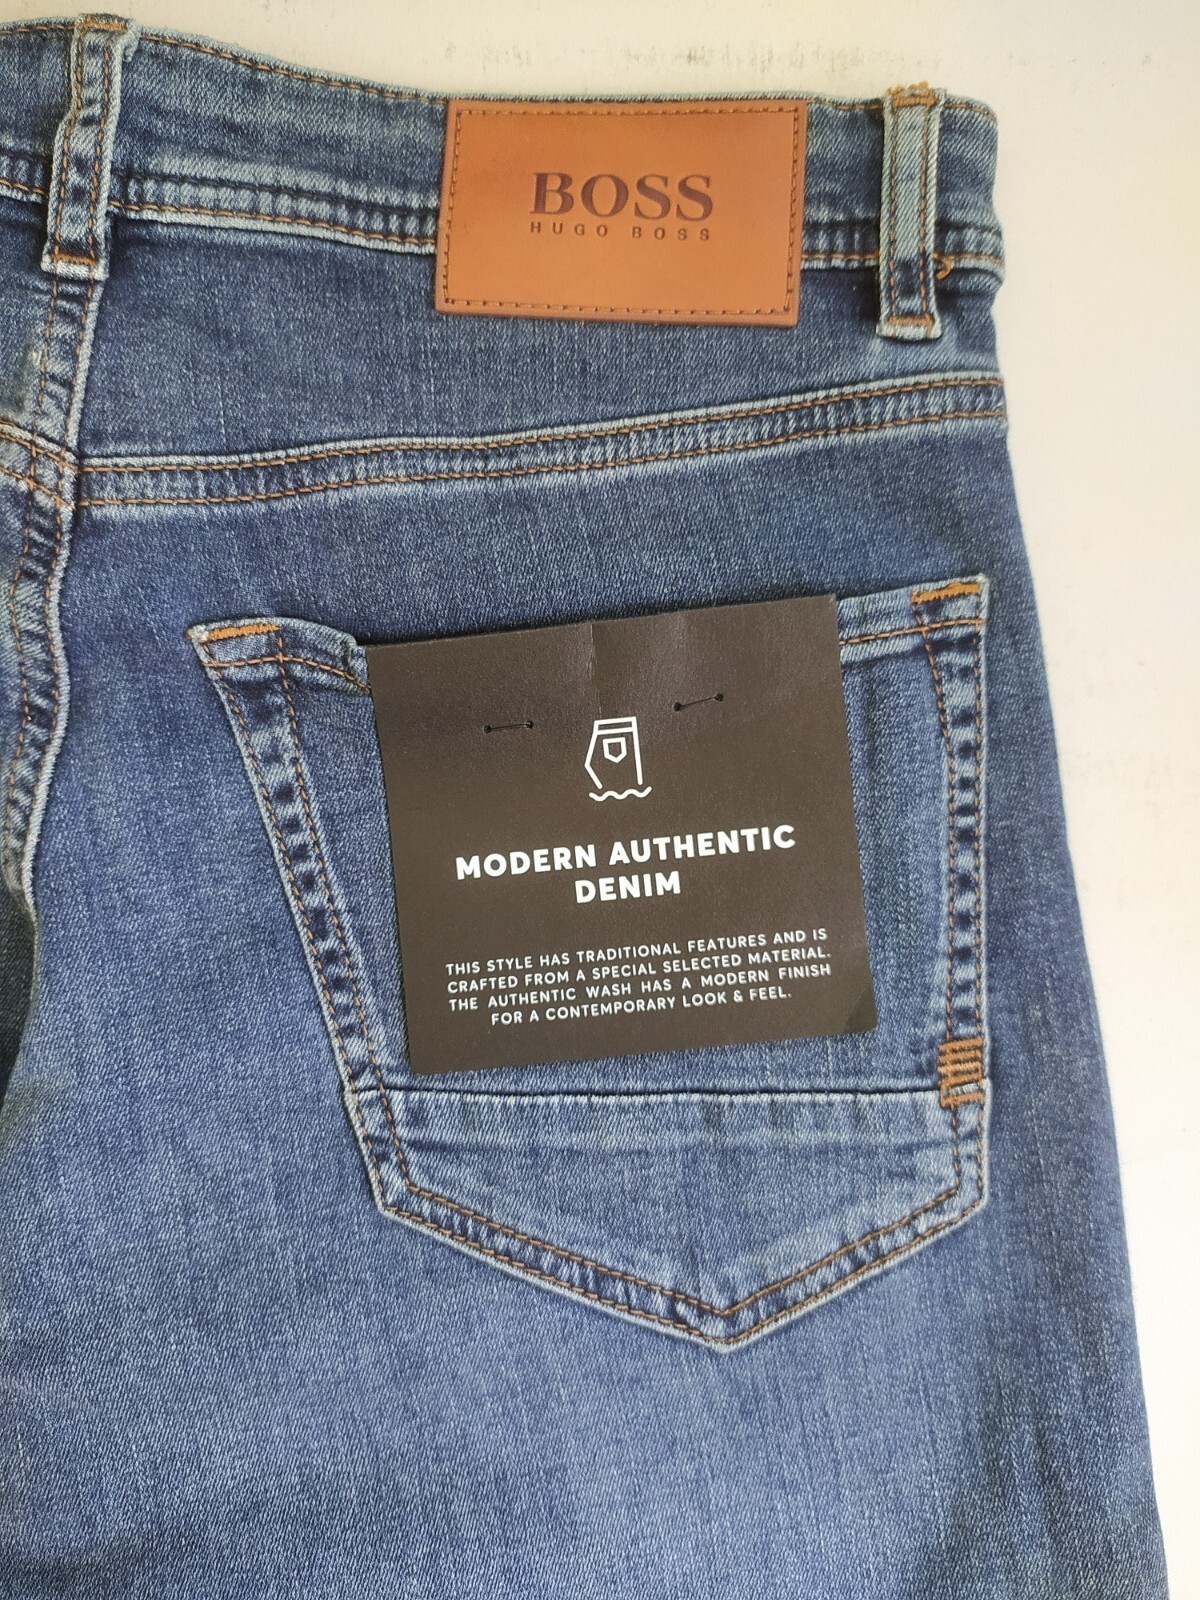 BOSS
HUGO BOSS
MODERN AUTHENTIC
DENIM
THIS STYLE HAS TRADITIONAL FEATURES AND IS
CRAFTED FROM A SPECIAL SELECTED MATERIAL.
THE AUTHENTIC WASH HAS A MODERN FINISH
FOR A CONTEMPORARY LOOK & FEEL.